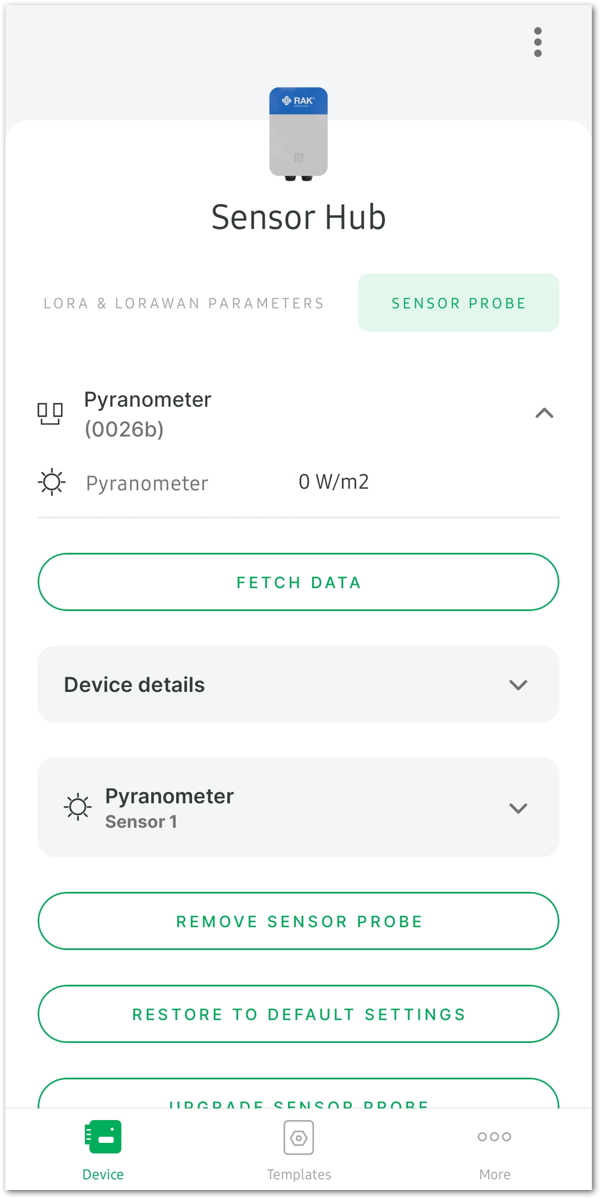 RAK
Sensor Hub
LORA & LORAWAN PARAMETERS
SENSOR PROBE
Pyranometer
(0026b)
Pyranometer 0 W/m2
FETCH DATA
Device details
Pyranometer
Sensor 1
REMOVE SENSOR PROBE
RESTORE TO DEFAULT SETTINGS
UPGRADE SENSOR PROBE
Device Templates More